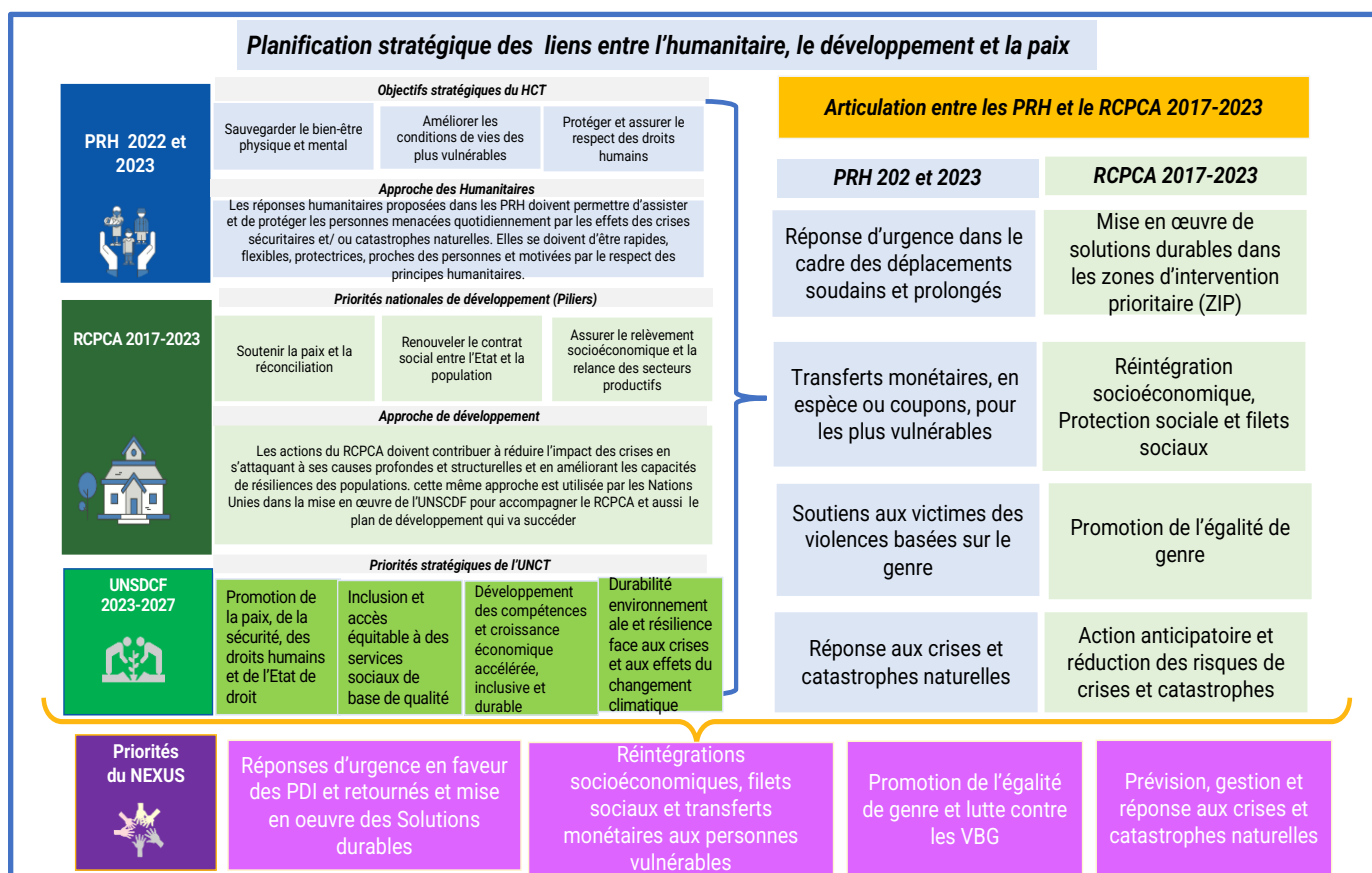 Planification stratégique des liens entre l'humanitaire, le développement et la paix
PRH 2022 et
2023
Objectifs stratégiques du HCT
Sauvegarder le bien-être
physique et mental
Améliorer les
conditions de vies des
plus vulnérables
Protéger et assurer le
respect des droits
humains
Approche des Humanitaires
Les réponses humanitaires proposées dans les PRH doivent permettre d'assister
et de protéger les personnes menacées quotidiennement par les effets des crises
sécuritaires et/ ou catastrophes naturelles. Elles se doivent d'être rapides,
flexibles, protectrices, proches des personnes et motivées par le respect des
principes humanitaires.
RCPCA 2017-2023
Priorités nationales de développement (Piliers)
Soutenir la paix et la
réconciliation
Renouveler le contrat
social entre l'Etat et la
population
Assurer le relèvement
socioéconomique et la
relance des secteurs
productifs
Approche de développement
Les actions du RCPCA doivent contribuer à réduire l'impact des crises en
s'attaquant à ses causes profondes et structurelles et en améliorant les capacités
de résiliences des populations. cette même approche est utilisée par les Nations
Unies dans la mise en œuvre de l'UNSCDF pour accompagner le RCPCA et aussi le
plan de développement qui va succéder
UNSDCF
2023-2027
Priorités stratégiques de l'UNCT
Promotion de
la paix, de la
sécurité, des
droits humains
et de l'Etat de
droit
Inclusion et
accès
équitable à des
services
sociaux de
base de qualité
Développement
des compétences
et croissance
économique
accélérée,
inclusive et
durable
Durabilité
environnement
ale et résilience
face aux crises
et aux effets du
changement
climatique
Articulation entre les PRH et le RCPCA 2017-2023
PRH 202 et 2023
RCPCA 2017-2023
Réponse d'urgence dans le
cadre des déplacements
soudains et prolongés
Mise en œuvre de
solutions durables dans
les zones d'intervention
prioritaire (ZIP)
Transferts monétaires, en
espèce ou coupons, pour
les plus vulnérables
Réintégration
socioéconomique,
Protection sociale et filets
sociaux
Soutiens aux victimes des
violences basées sur le
genre
Promotion de l'égalité de
genre
Réponse aux crises et
catastrophes naturelles
Action anticipatoire et
réduction des risques de
crises et catastrophes
Priorités
du NEXUS
Réponses d'urgence en faveur
des PDI et retournés et mise
en oeuvre des Solutions
durables
Réintégrations
socioéconomiques, filets
sociaux et transferts
monétaires aux personnes
vulnérables
Promotion de l'égalité
de genre et lutte contre
les VBG
Prévision, gestion et
réponse aux crises et
catastrophes naturelles